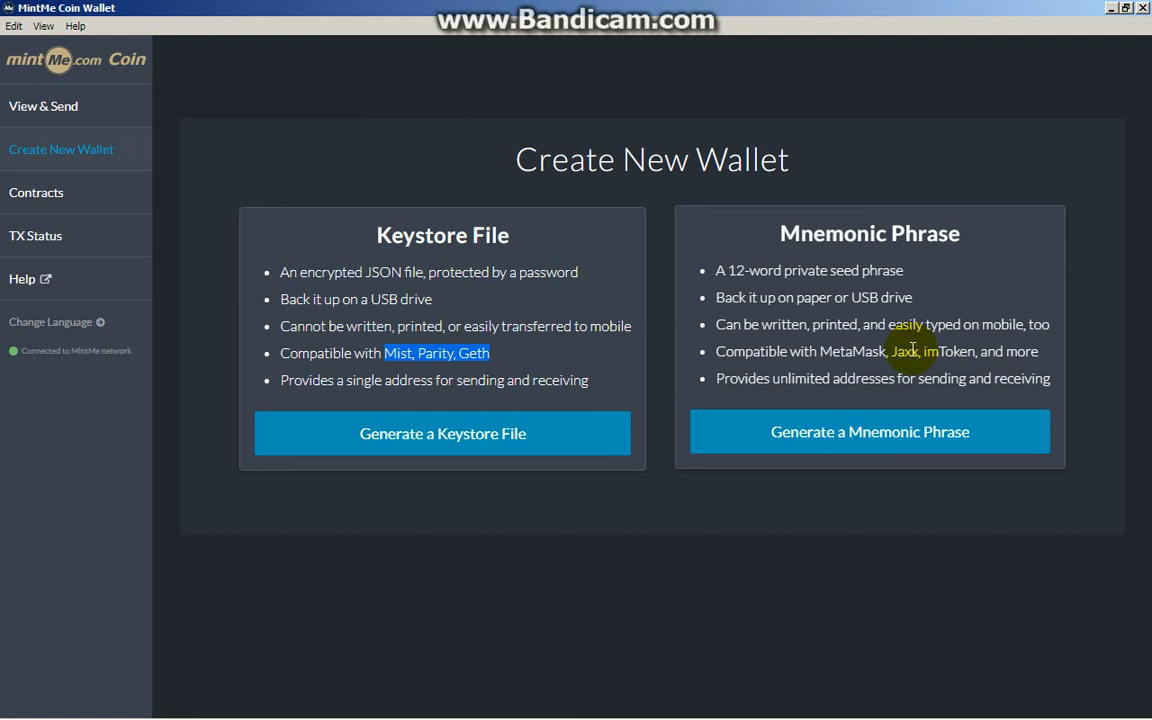 MintMe Coin Wallet
www.Bandicam.com
Edit View Help
mintMe.com Coin
View & Send
Create New Wallet
Contracts
TX Status
Help
Change Language
Connected to MintMe network
Create New Wallet
Keystore File
An encrypted JSON file, protected by a password
Back it up on a USB drive
Cannot be written, printed, or easily transferred to mobile
Compatible with Mist, Parity, Geth
Provides a single address for sending and receiving
Generate a Keystore File
Mnemonic Phrase
A 12-word private seed phrase
Back it up on paper or USB drive
Can be written, printed, and easily typed on mobile, too
Compatible with MetaMask, Jaxx, imToken, and more
Provides unlimited addresses for sending and receiving
Generate a Mnemonic Phrase